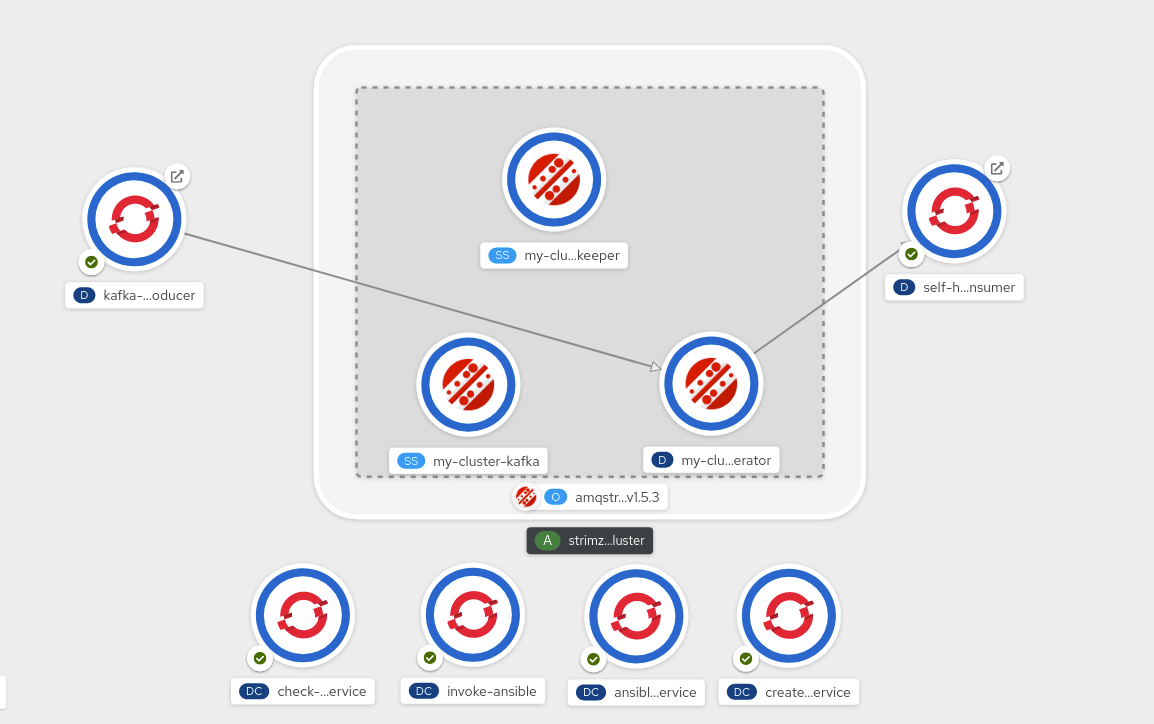 D kafka-...oducer
SS my-clu...keeper
D self-h...nsumer
SS my-cluster-kafka
D my-clu...erator
O amqstr...v1.5.3
A strimz...luster
DC check-...ervice
DC invoke-ansible
DC ansibl...ervice
DC create...ervice